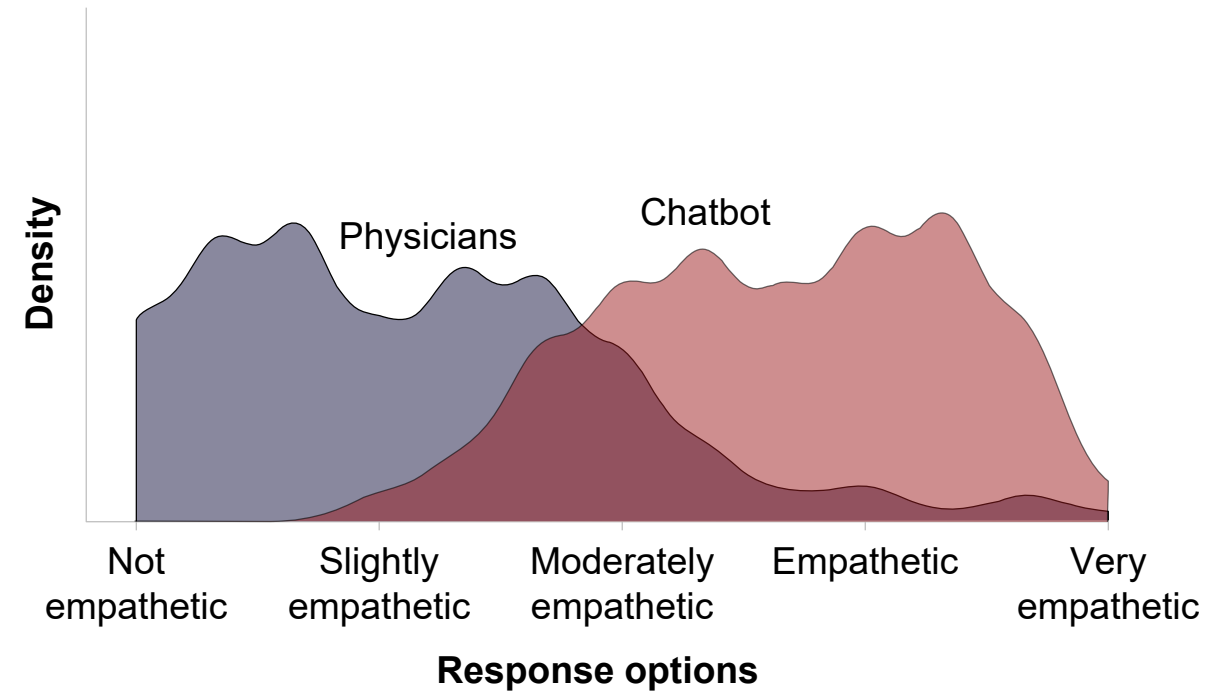 Chatbot
Physicians
Density
Not
empathetic
Slightly
empathetic
Moderately
empathetic
Empathetic
Very
empathetic
Response options